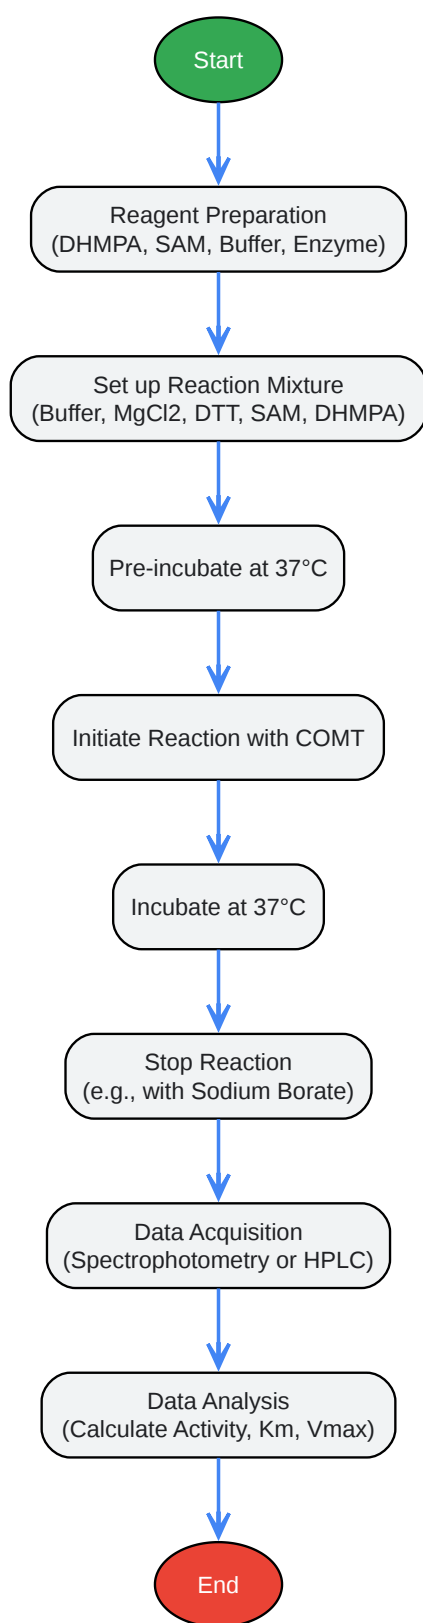 Start
Reagent Preparation
(DHMPA, SAM, Buffer, Enzyme)
Set up Reaction Mixture
(Buffer, MgCl2, DTT, SAM, DHMPA)
Pre-incubate at 37°C
Initiate Reaction with COMT
Incubate at 37°C
Stop Reaction
(e.g., with Sodium Borate)
Data Acquisition
(Spectrophotometry or HPLC)
Data Analysis
(Calculate Activity, Km, Vmax)
End